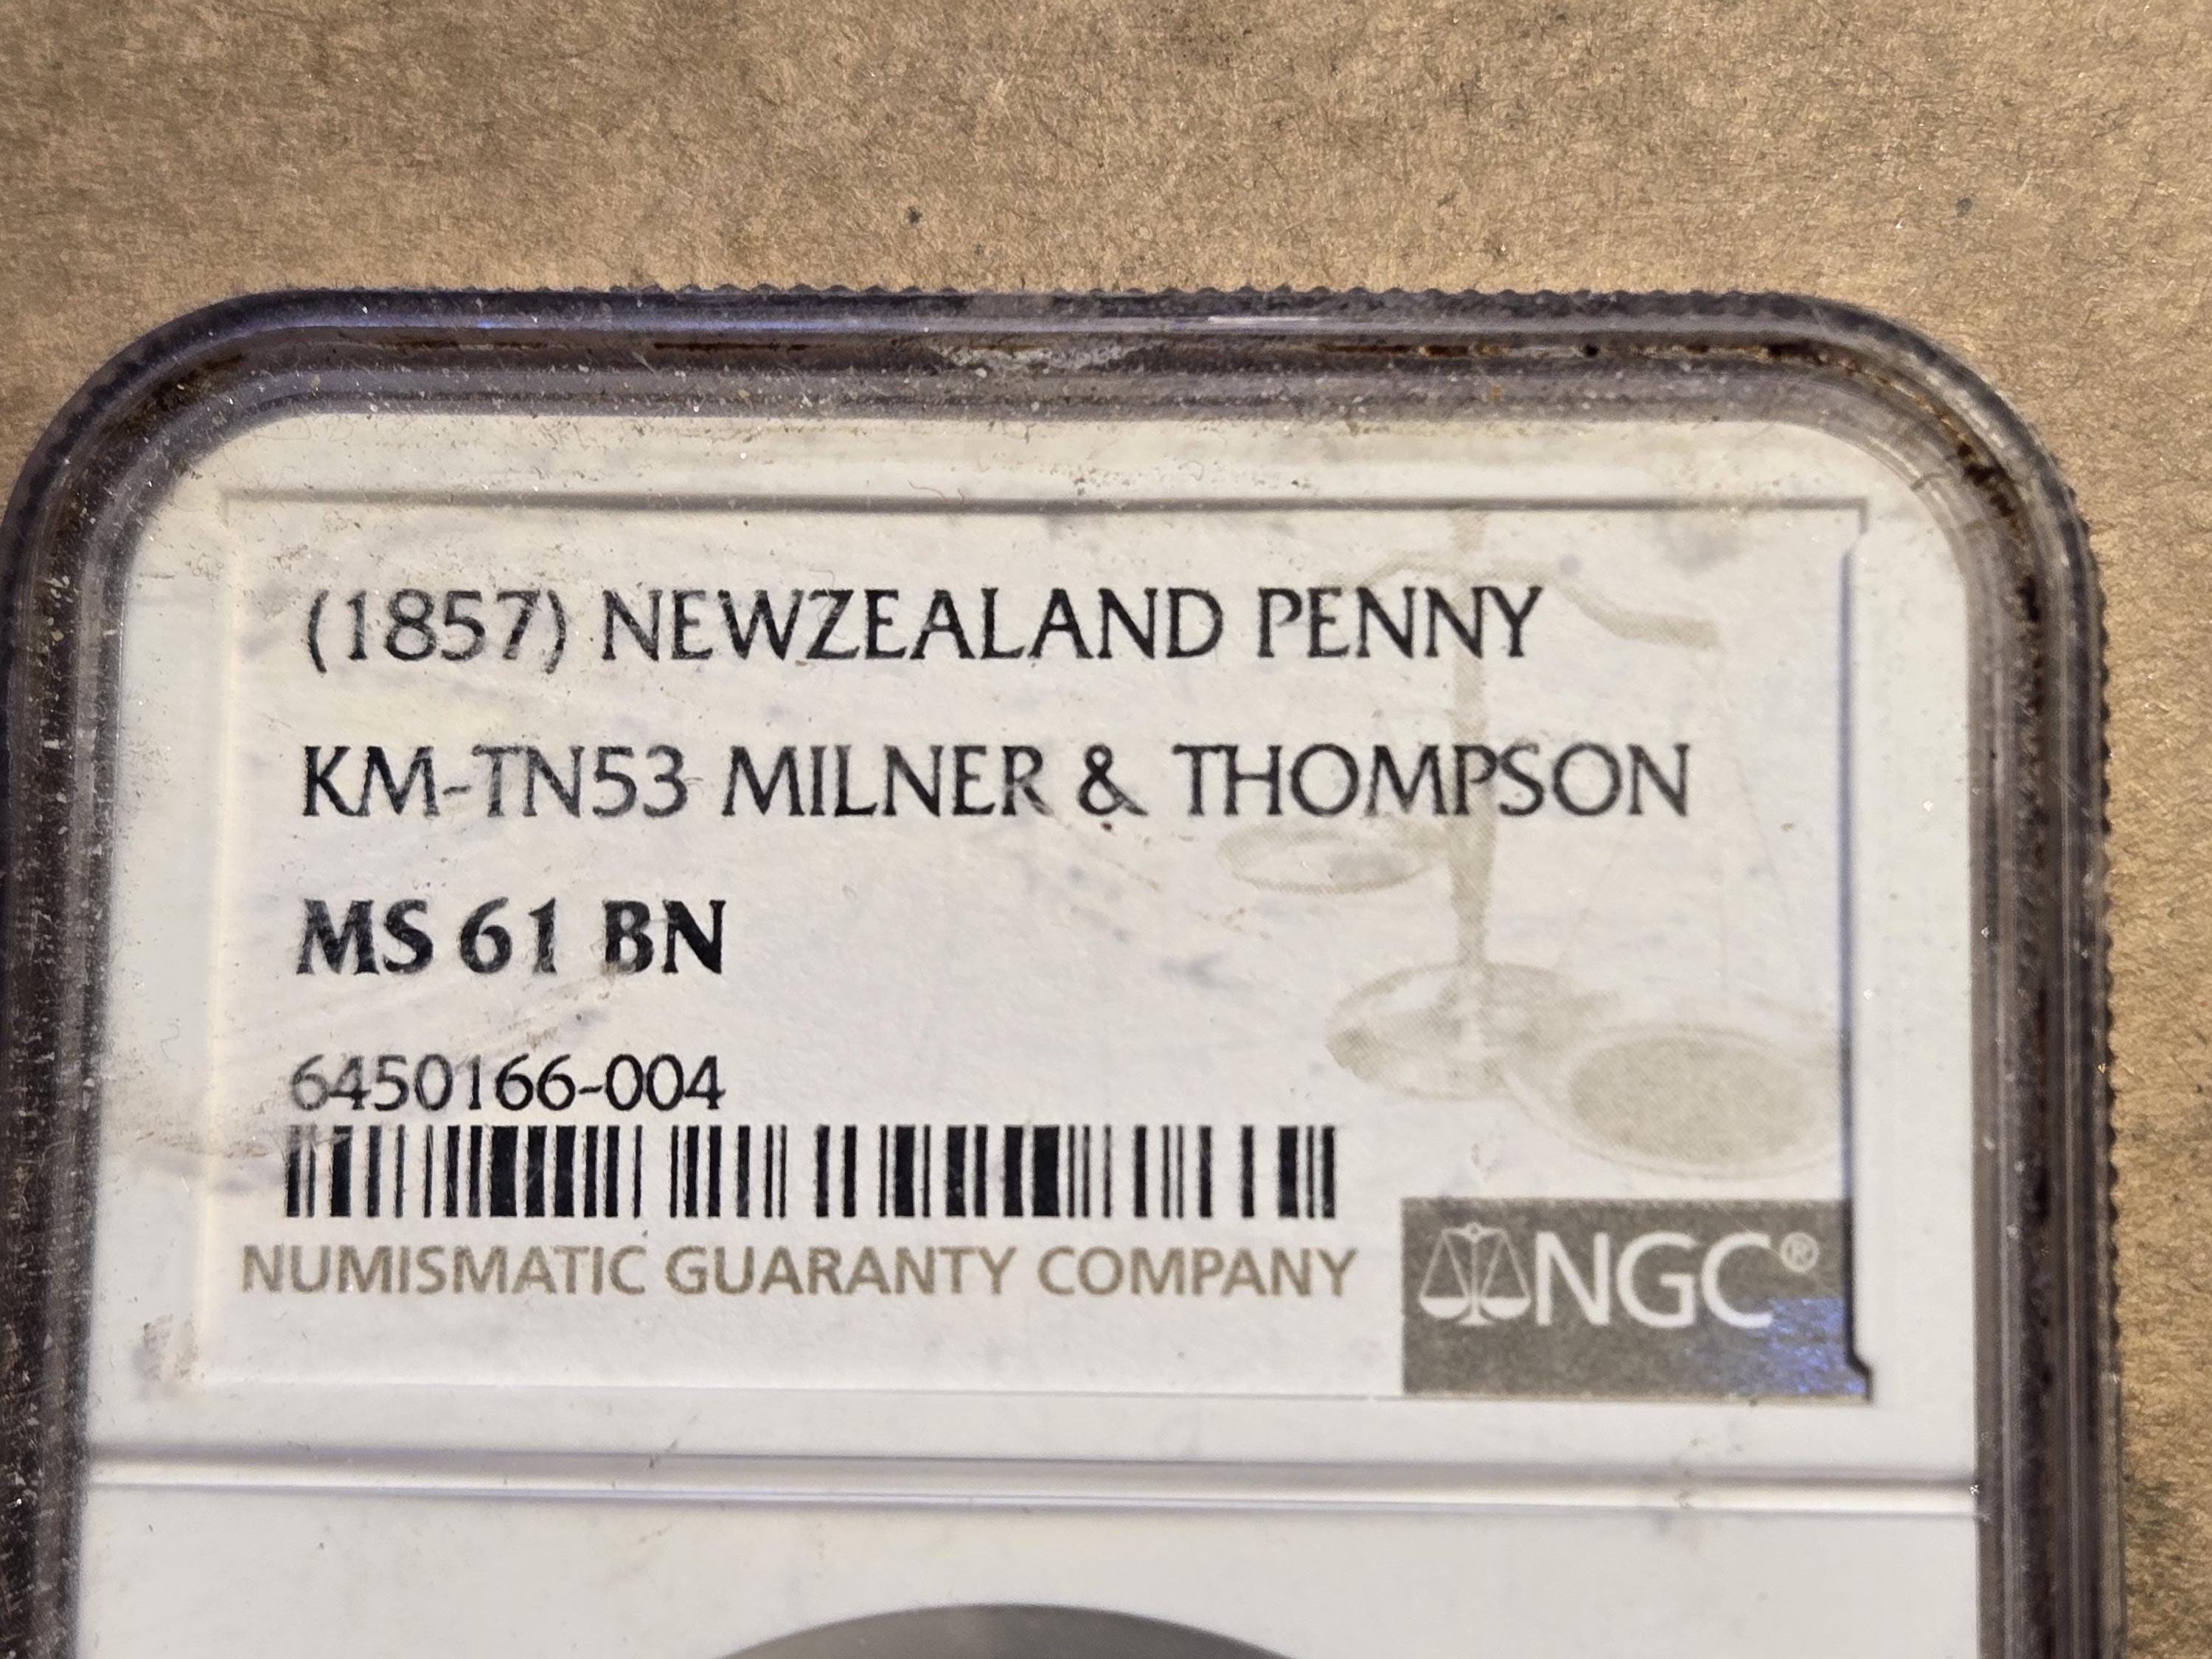 (1857) NEWZEALAND PENNY
KM-TN53 MILNER & THOMPSON
MS 61 BN
6450166-004
NUMISMATIC GUARANTY COMPANY
NGC®